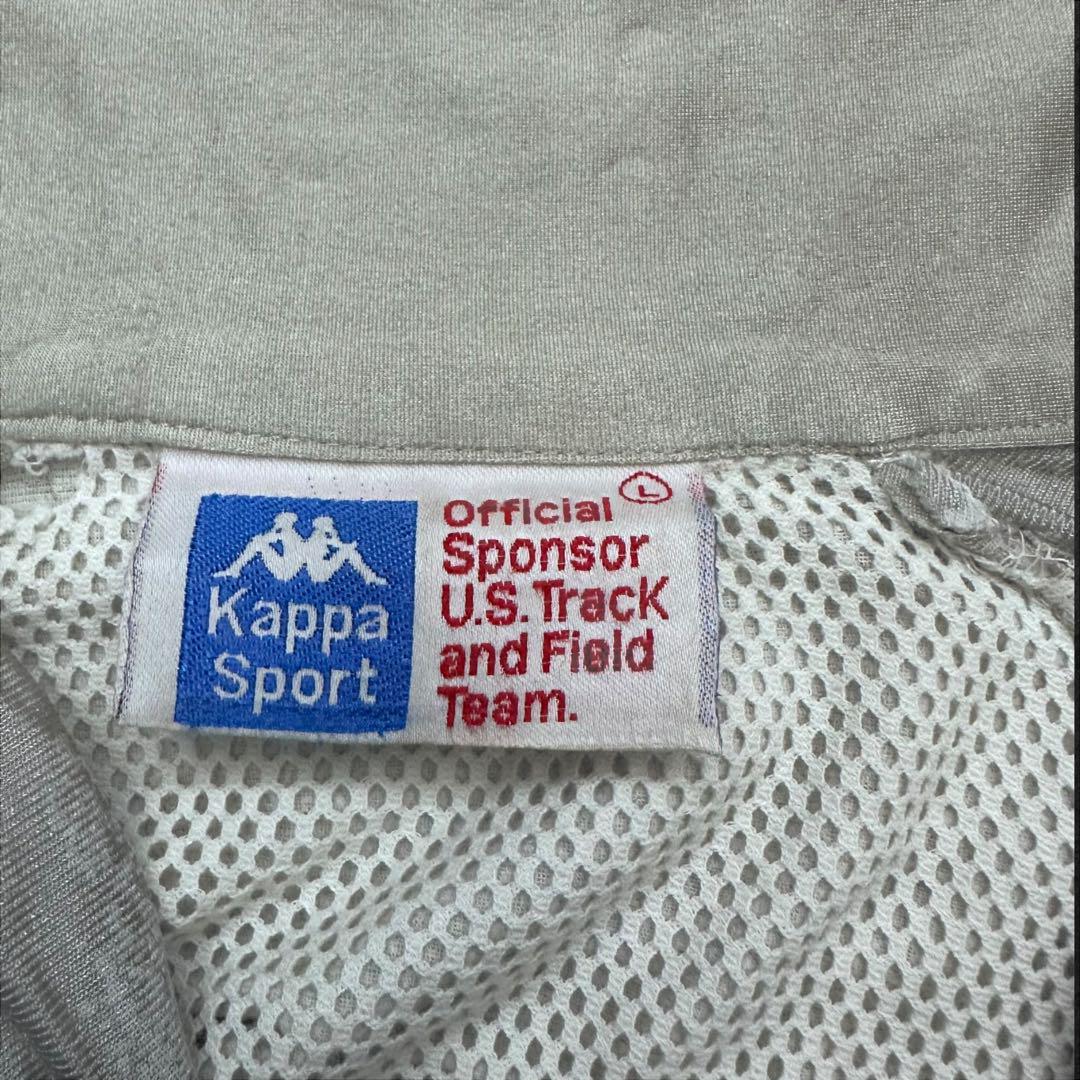 Kappa
Sport
Official
L
Sponsor
U.S. Track
and Field
Team.